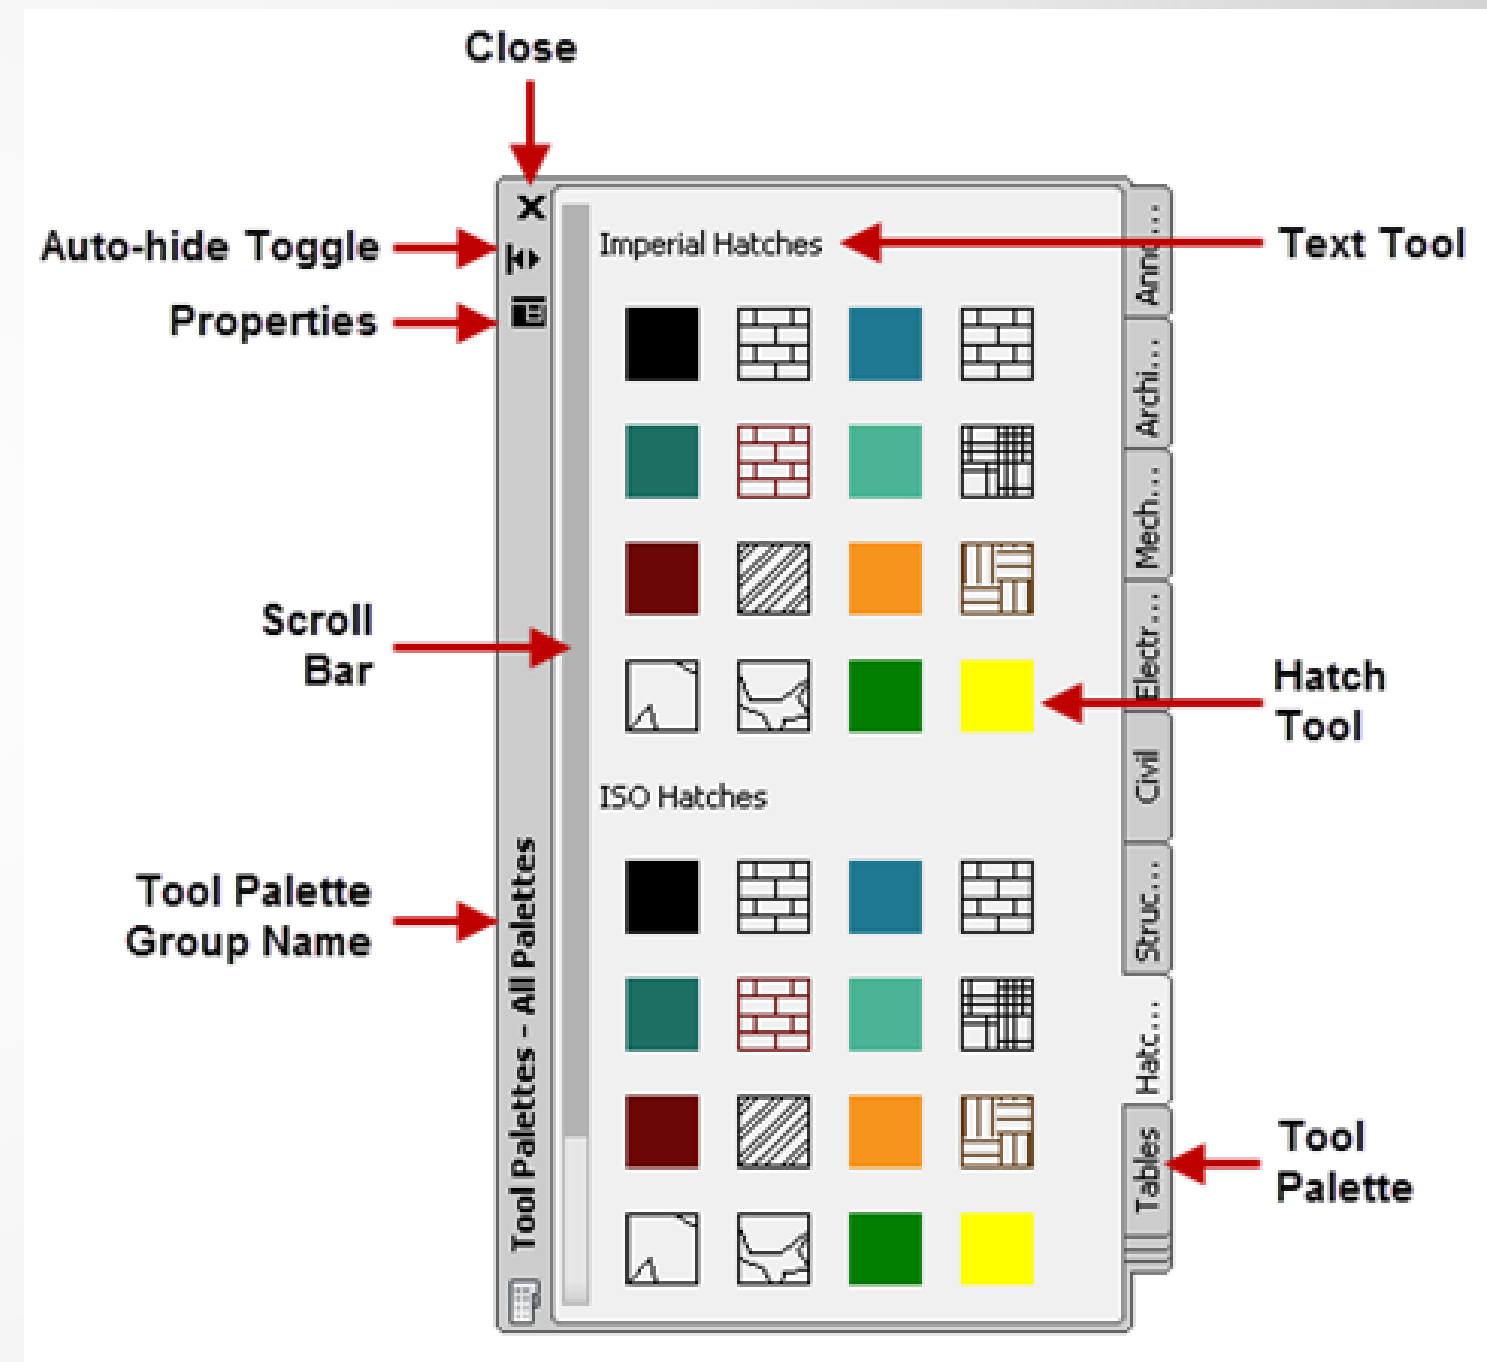 Close
Auto-hide Toggle
Properties
Scroll
Bar
Tool Palette
Group Name
Tool Palettes - All Palettes
Imperial Hatches
ISO Hatches
Anno...
Archi...
Mech...
Electr...
Civil
Struc...
Hatc...
Tables
Text Tool
Hatch
Tool
Tool
Palette